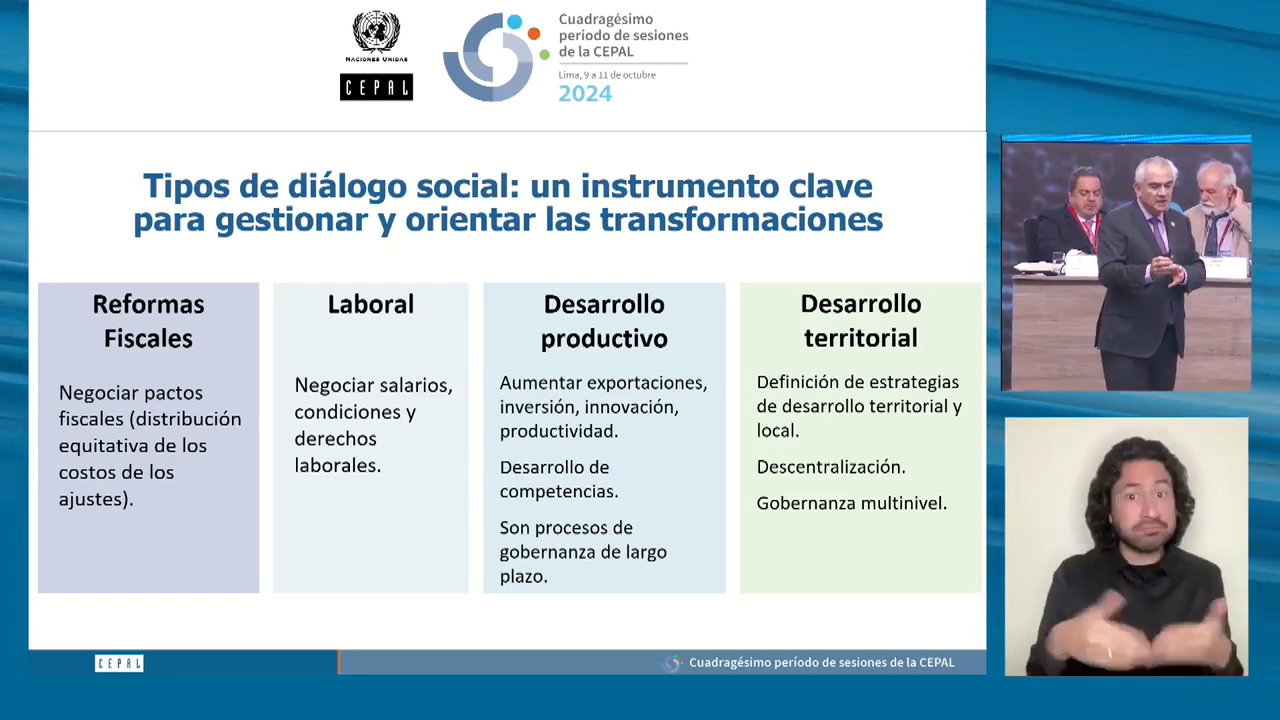 NACIONES UNIDAS
CEPAL
Cuadragésimo
período de sesiones
de la CEPAL
Lima, 9 a 11 de octubre
2024
Tipos de diálogo social: un instrumento clave
para gestionar y orientar las transformaciones
Reformas
Fiscales
Negociar pactos
fiscales (distribución
equitativa de los
costos de los
ajustes).
Laboral
Negociar salarios,
condiciones y
derechos
laborales.
Desarrollo
productivo
Aumentar exportaciones,
inversión, innovación,
productividad.
Desarrollo de
competencias.
Son procesos de
gobernanza de largo
plazo.
Desarrollo
territorial
Definición de estrategias
de desarrollo territorial y
local.
Descentralización.
Gobernanza multinivel.
CEPAL
Cuadragésimo período de sesiones de la CEPAL